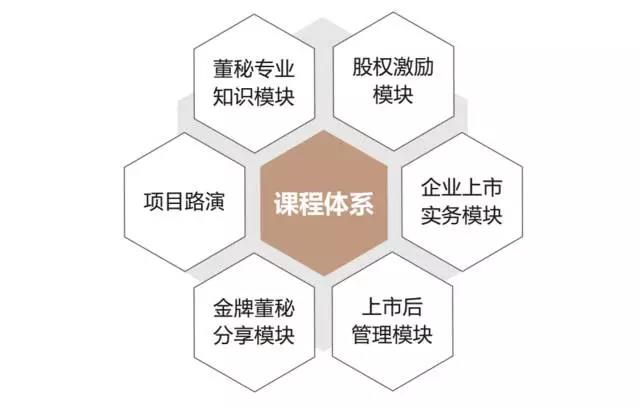 董秘专业
知识模块
股权激励
模块
项目路演
课程体系
企业上市
实务模块
金牌董秘
分享模块
上市后
管理模块